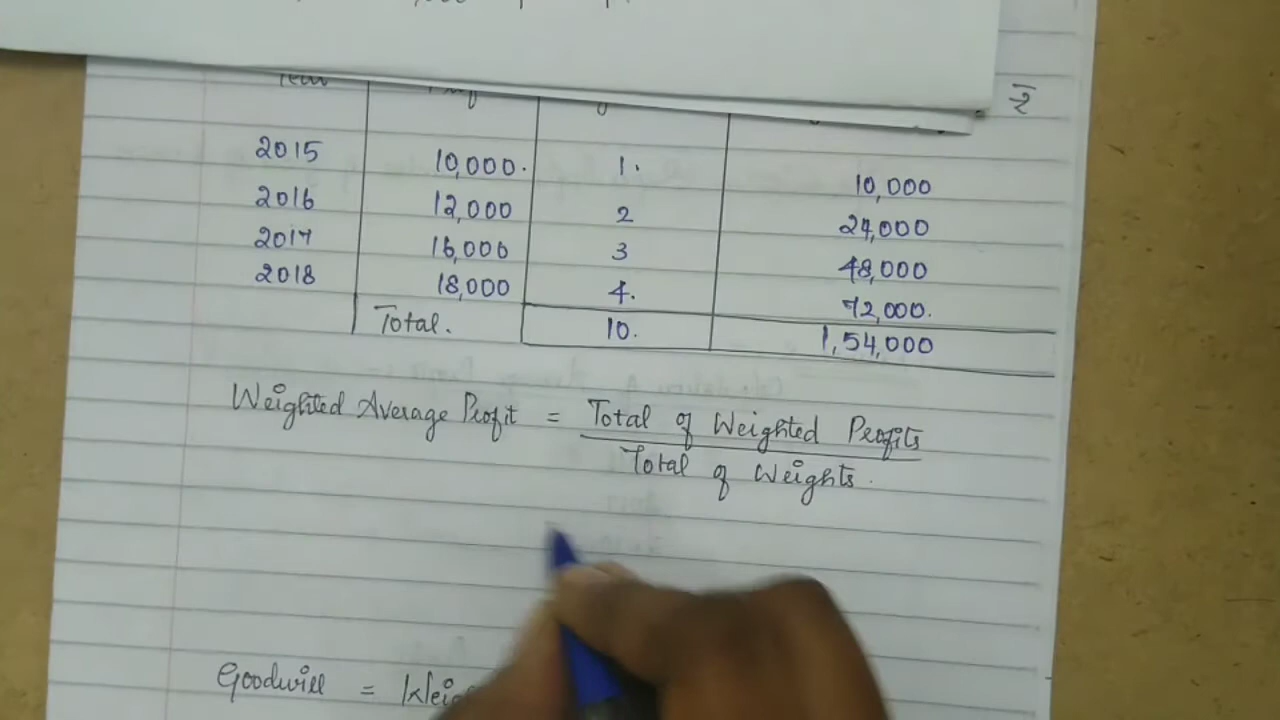 Year
2015 10,000. 1. 10,000
2016 12,000 2 24,000
2017 16,000 3 48,000
2018 18,000 4. 72,000.
Total. 10. 1,54,000
Weighted Average Profit = Total of Weighted Profits
Total of Weights.
Goodwill =